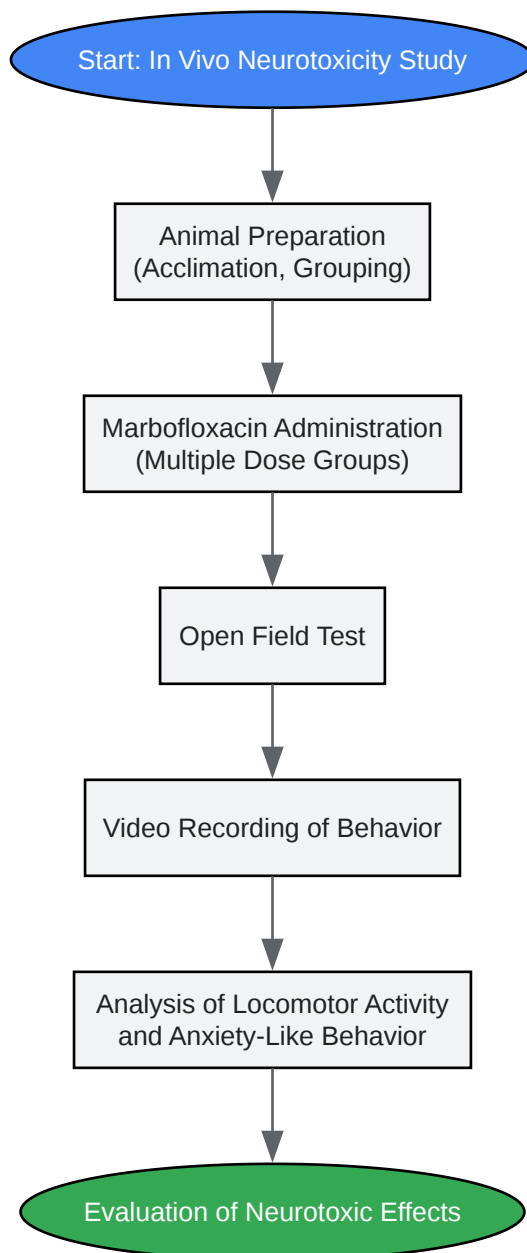 Start: In Vivo Neurotoxicity Study
Animal Preparation
(Acclimation, Grouping)
Marbofloxacin Administration
(Multiple Dose Groups)
Open Field Test
Video Recording of Behavior
Analysis of Locomotor Activity
and Anxiety-Like Behavior
Evaluation of Neurotoxic Effects